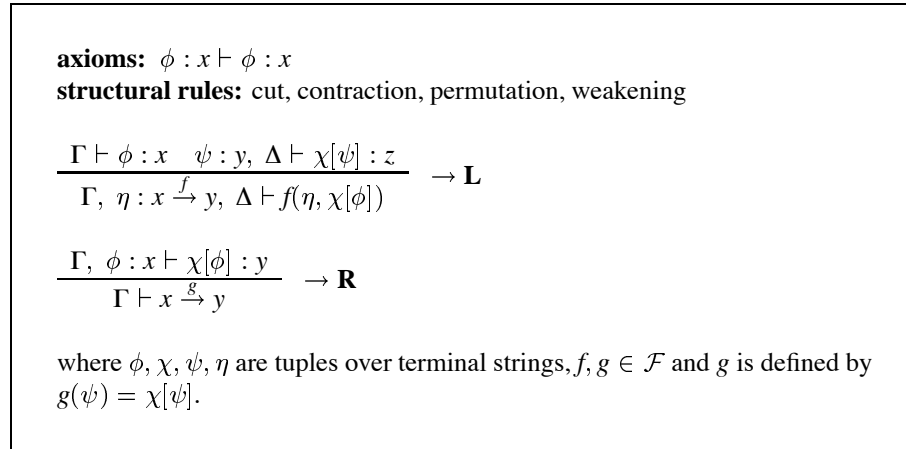 axioms: ϕ : x ⊢ ϕ : x
structural rules: cut, contraction, permutation, weakening
Γ ⊢ ϕ : x    ψ : y, Δ ⊢ χ[ψ] : z
→ L
Γ, η : x →^f y, Δ ⊢ f(η, χ[ϕ])
Γ, ϕ : x ⊢ χ[ϕ] : y
→ R
Γ ⊢ x →^g y
where ϕ, χ, ψ, η are tuples over terminal strings, f, g ∈ ℱ and g is defined by
g(ψ) = χ[ψ].